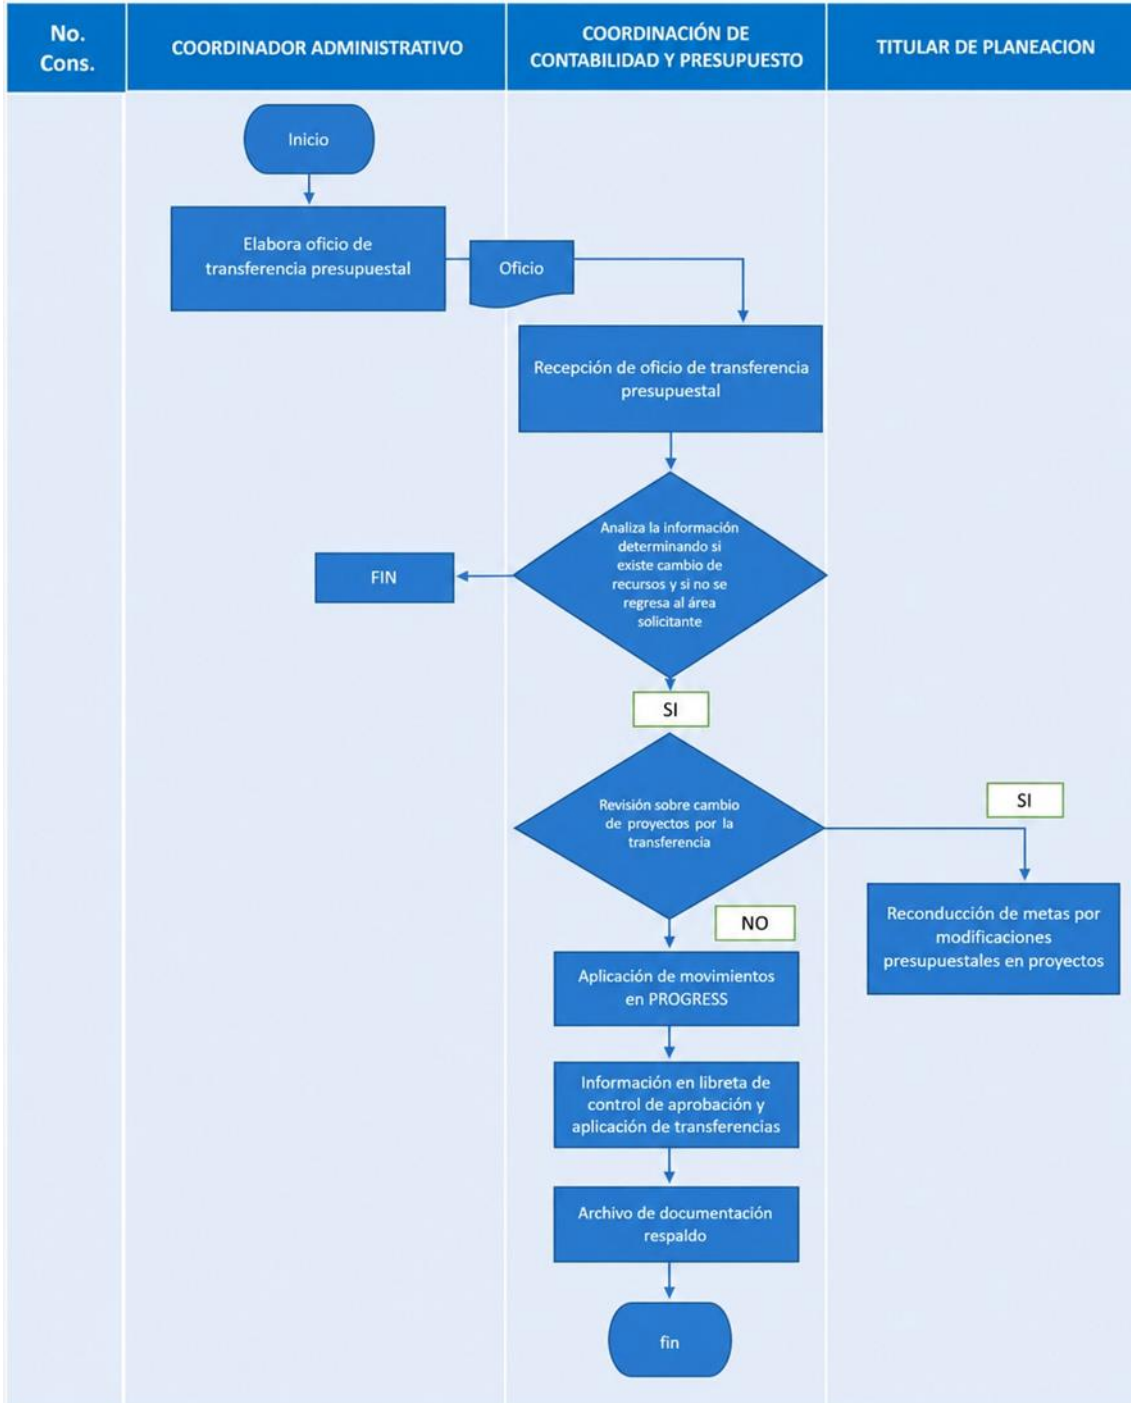 No.
Cons.
COORDINADOR ADMINISTRATIVO
COORDINACIÓN DE
CONTABILIDAD Y PRESUPUESTO
TITULAR DE PLANEACION
Inicio
Elabora oficio de
transferencia presupuestal
Oficio
Recepción de oficio de transferencia
presupuestal
Analiza la información
determinando si
existe cambio de
recursos y si no se
regresa al área
solicitante
FIN
SI
Revisión sobre cambio
de proyectos por la
transferencia
SI
Reconducción de metas por
modificaciones
presupuestales en proyectos
NO
Aplicación de movimientos
en PROGRESS
Información en libreta de
control de aprobación y
aplicación de transferencias
Archivo de documentación
respaldo
fin